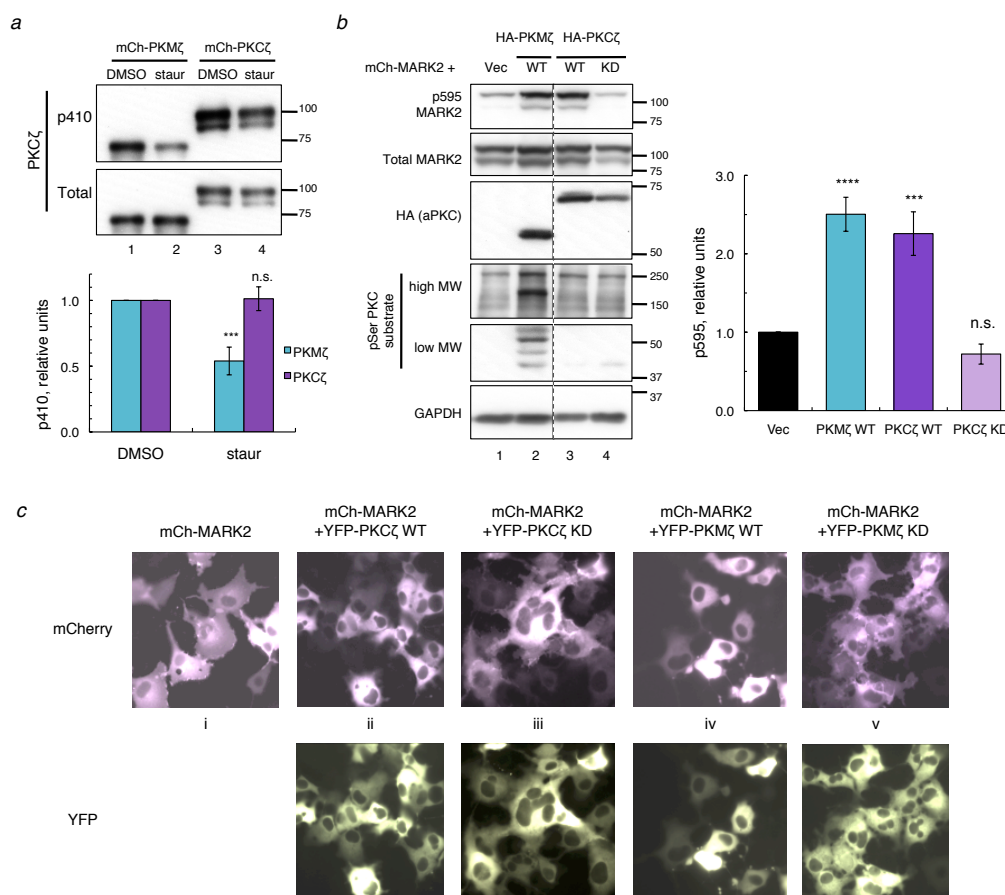 a
mCh-PKMζ mCh-PKCζ
DMSO staur DMSO staur
PKCζ
p410
100
75
Total
100
75
1 2 3 4
p410, relative units
1.0
0.5
0.0
***
n.s.
PKMζ
PKCζ
DMSO staur
b
HA-PKMζ HA-PKCζ
mCh-MARK2 + Vec WT WT KD
p595
MARK2
100
75
Total MARK2
100
75
HA (aPKC)
75
50
pSer PKC
substrate
high MW
250
150
low MW
50
37
GAPDH
37
1 2 3 4
p595, relative units
3.0
2.0
1.0
0.0
****
***
n.s.
Vec PKMζ WT PKCζ WT PKCζ KD
c
mCh-MARK2
mCh-MARK2
+YFP-PKCζ WT
mCh-MARK2
+YFP-PKCζ KD
mCh-MARK2
+YFP-PKMζ WT
mCh-MARK2
+YFP-PKMζ KD
mCherry
i ii iii iv v
YFP